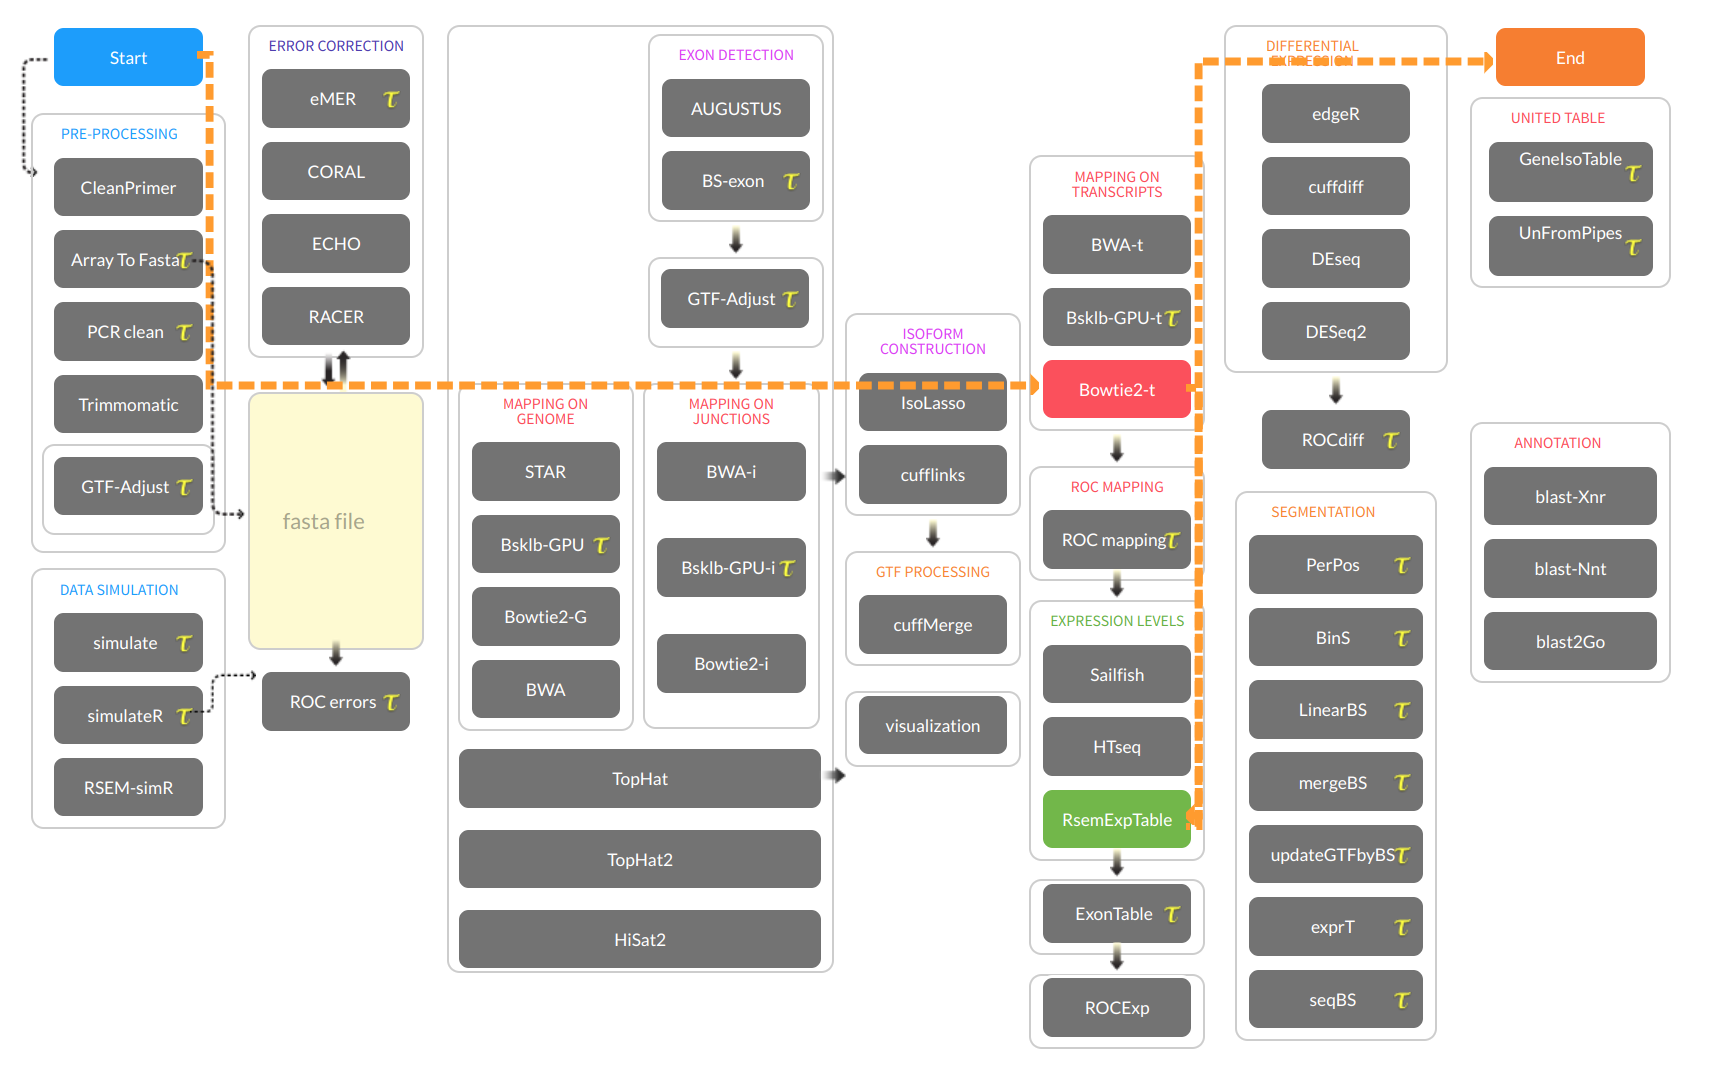 Start
PRE-PROCESSING
CleanPrimer
Array To Fasta τ
PCR clean τ
Trimmomatic
GTF-Adjust τ
DATA SIMULATION
simulate τ
simulateR τ
RSEM-simR
ERROR CORRECTION
eMER τ
CORAL
ECHO
RACER
fasta file
ROC errors τ
EXON DETECTION
AUGUSTUS
BS-exon τ
GTF-Adjust τ
MAPPING ON
GENOME
STAR
Bsklb-GPU τ
Bowtie2-G
BWA
MAPPING ON
JUNCTIONS
BWA-i
Bsklb-GPU-i τ
Bowtie2-i
TopHat
TopHat2
HiSat2
ISOFORM
CONSTRUCTION
IsoLasso
cufflinks
GTF PROCESSING
cuffMerge
visualization
MAPPING ON
TRANSCRIPTS
BWA-t
Bsklb-GPU-t τ
Bowtie2-t
ROC MAPPING
ROC mapping τ
EXPRESSION LEVELS
Sailfish
HTseq
RsemExpTable
ExonTable τ
ROCExp
DIFFERENTIAL
EXPRESSION
edgeR
cuffdiff
DEseq
DESeq2
ROCdiff τ
SEGMENTATION
PerPos τ
BinS τ
LinearBS τ
mergeBS τ
updateGTFbyBS τ
exprT τ
seqBS τ
End
UNITED TABLE
GeneIsoTable τ
UnFromPipes τ
ANNOTATION
blast-Xnr
blast-Nnt
blast2Go